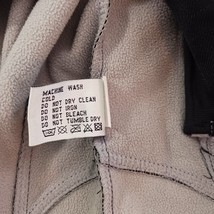 MACHINE WASH
COLD
DO NOT DRY CLEAN
DO NOT IRON
DO NOT BLEACH
DO NOT TUMBLE DRY